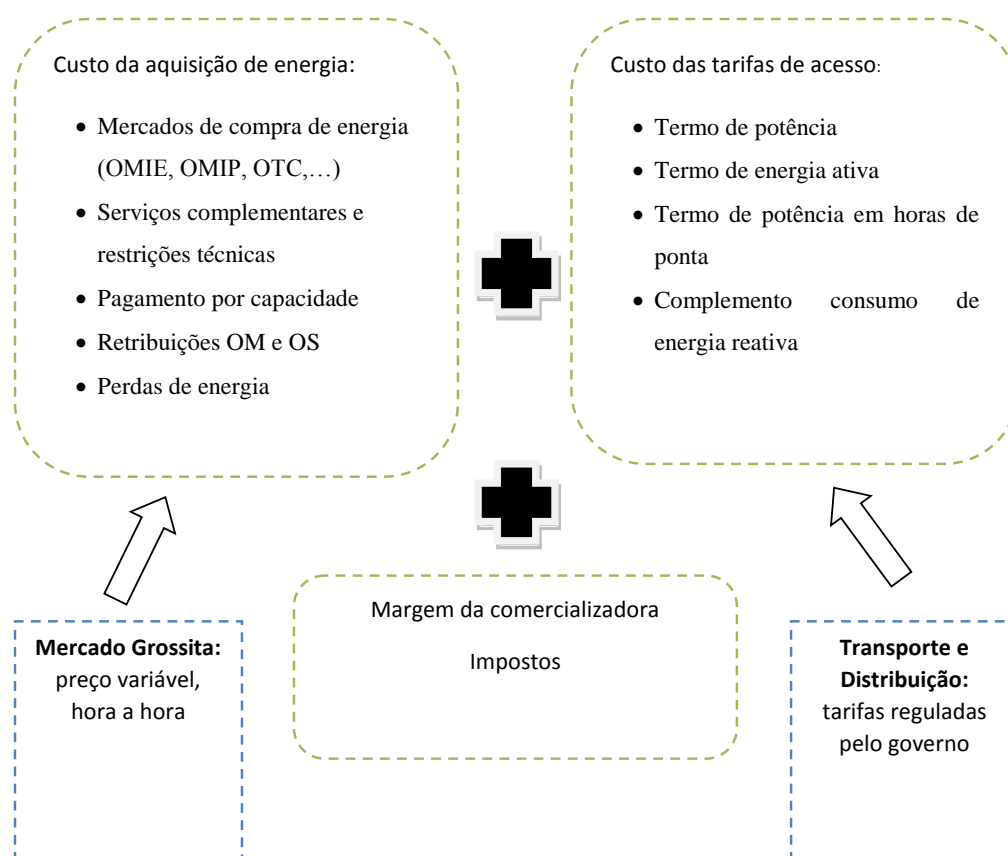 Custo da aquisição de energia:
• Mercados de compra de energia
(OMIE, OMIP, OTC,…)
• Serviços complementares e
restrições técnicas
• Pagamento por capacidade
• Retribuições OM e OS
• Perdas de energia
Custo das tarifas de acesso:
• Termo de potência
• Termo de energia ativa
• Termo de potência em horas de
ponta
• Complemento consumo de
energia reativa
Margem da comercializadora
Impostos
Mercado Grossita:
preço variável,
hora a hora
Transporte e
Distribuição:
tarifas reguladas
pelo governo